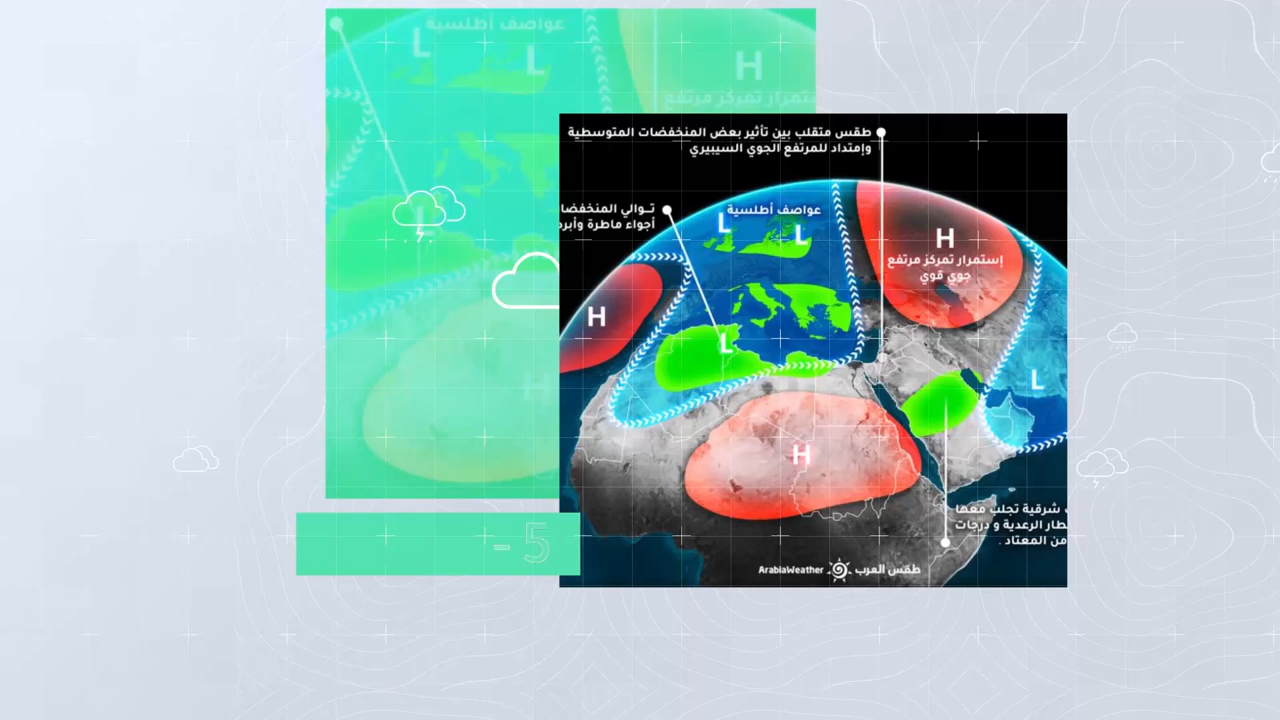 عواصف أطلسية
L
L
H
إستمرار تمركز مرتفع
طقس متقلب بين تأثير بعض المنخفضات المتوسطية
وإمتداد للمرتفع الجوي السيبيري
تـوالي المنخفضا
أجواء ماطرة وأبرد
عواصف أطلسية
L
L
H
إستمرار تمركز مرتفع
جوي قوي
H
L
L
H
L
H
شرقية تجلب معها
طار الرعدية و درجات
من المعتاد .
ArabiaWeather طقس العرب
-5